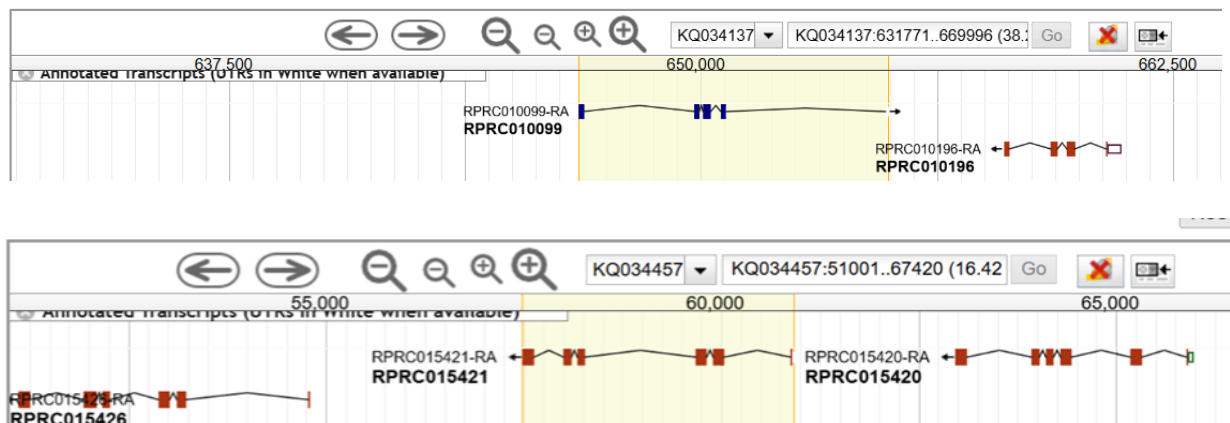 KQ034137 KQ034137:631771..669996 (38.: Go
637,500 650,000 662,500
Annotated Transcripts (UTRs in White when available)
RPRC010099-RA
RPRC010099
RPRC010196-RA
RPRC010196
KQ034457 KQ034457:51001..67420 (16.42 Go
55,000 60,000 65,000
Annotated Transcripts (UTRs in White when available)
RPRC015421-RA RPRC015420-RA
RPRC015421 RPRC015420
RPRC015426-RA
RPRC015426